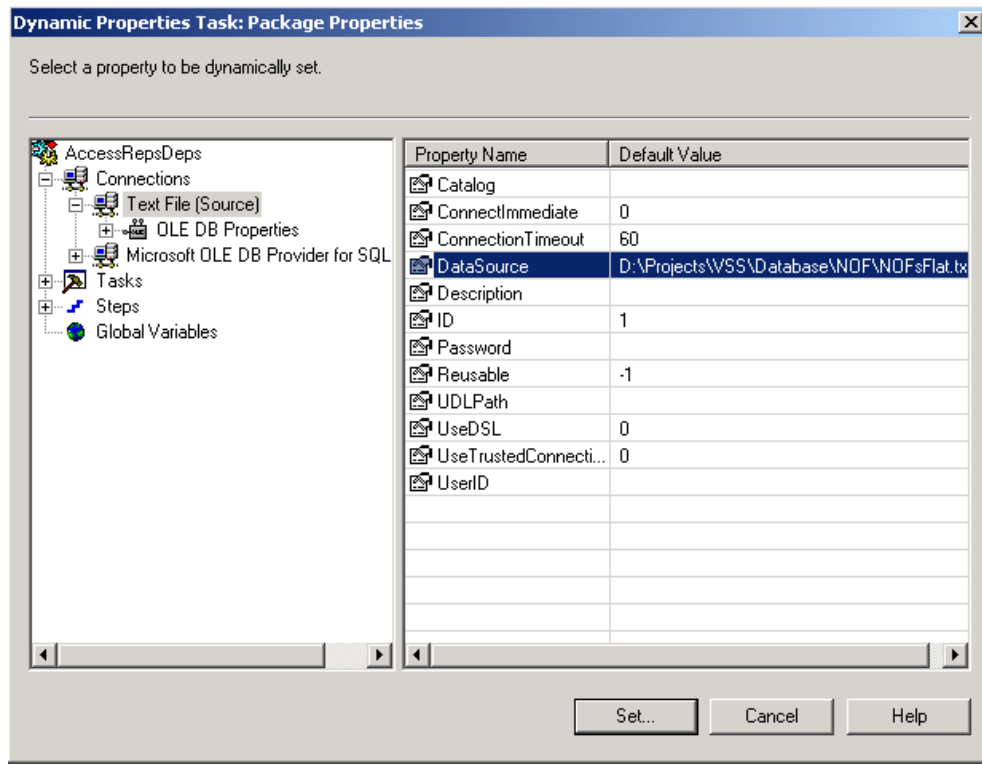 Dynamic Properties Task: Package Properties
Select a property to be dynamically set.
AccessRepsDeps
Connections
Text File (Source)
OLE DB Properties
Microsoft OLE DB Provider for SQL
Tasks
Steps
Global Variables
Property Name Default Value
Catalog
ConnectImmediate 0
ConnectionTimeout 60
DataSource D:\Projects\VSS\Database\NOF\NOFsFlat.tx
Description
ID 1
Password
Reusable -1
UDLPath
UseDSL 0
UseTrustedConnecti... 0
UserID
Set... Cancel Help